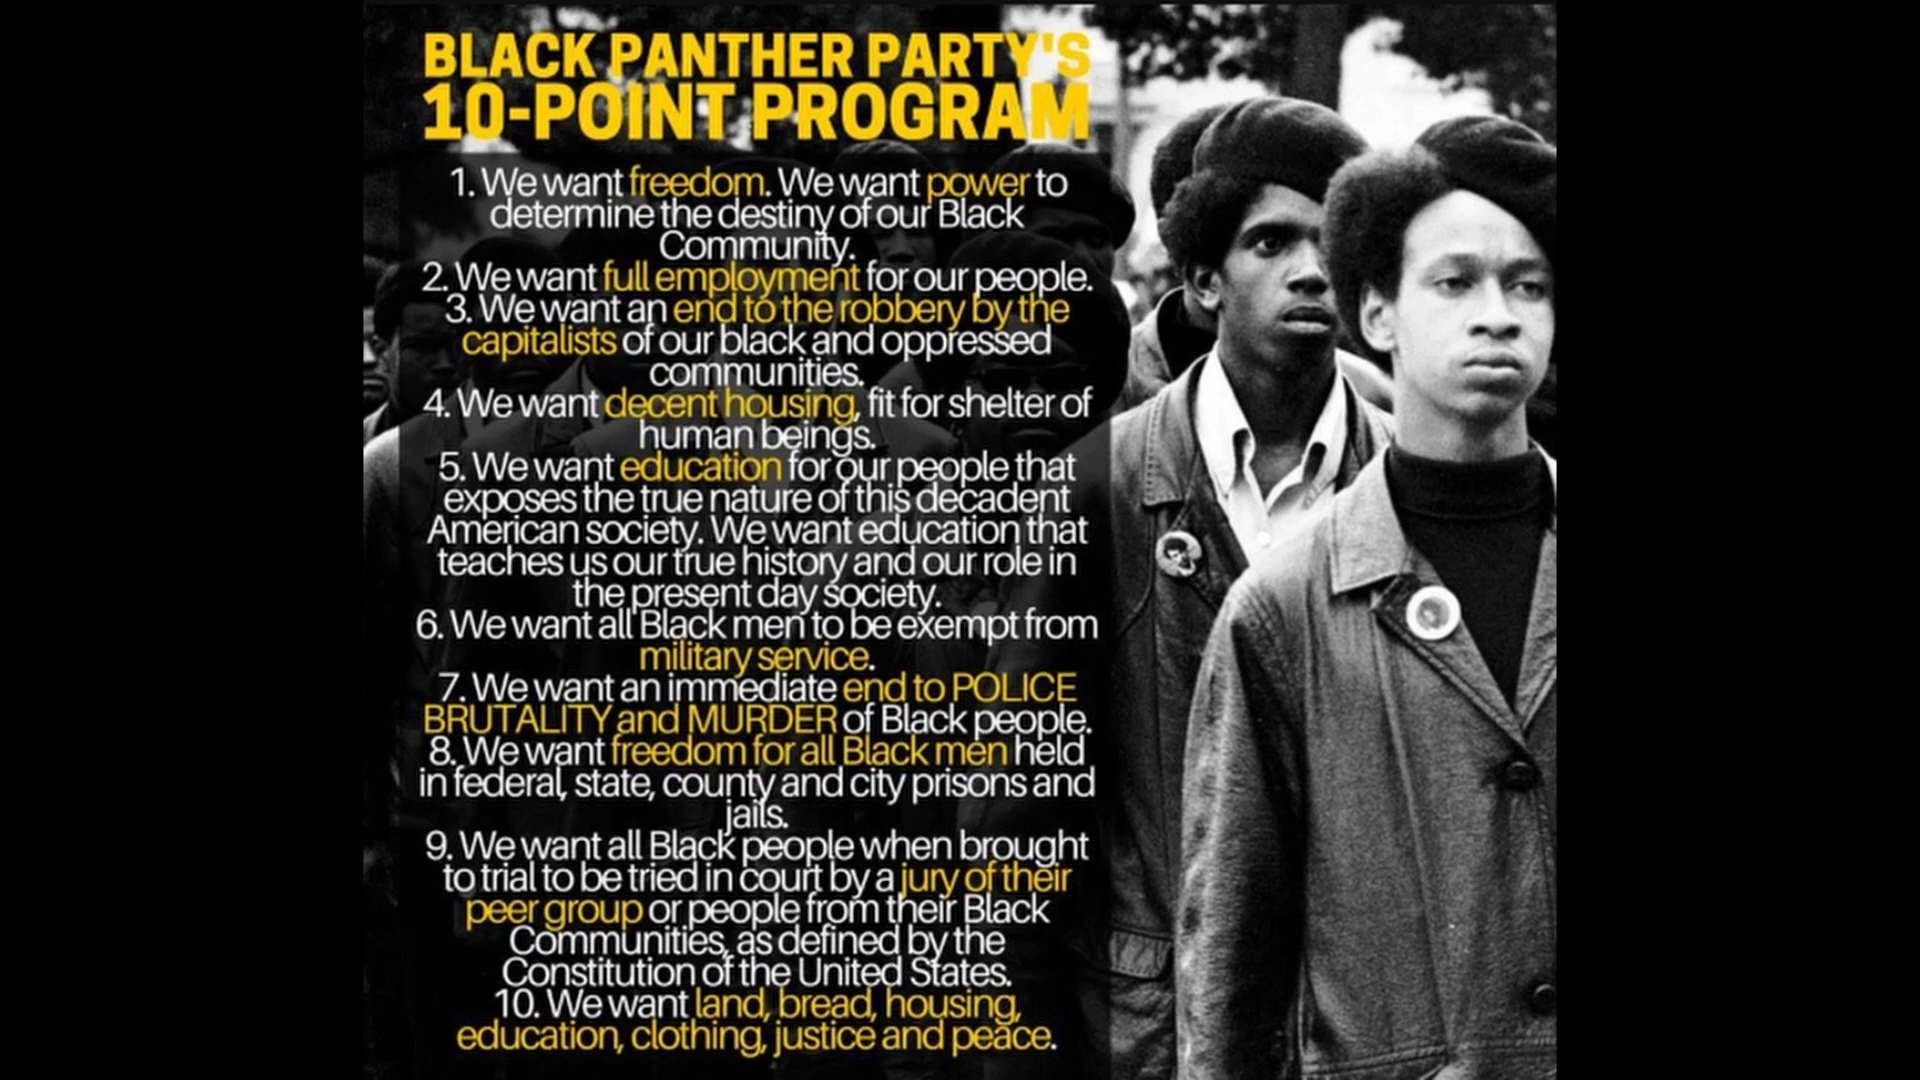 BLACK PANTHER PARTY'S
10-POINT PROGRAM
1. We want freedom. We want power to
determine the destiny of our Black
Community.
2. We want full employment for our people.
3. We want an end to the robbery by the
capitalists of our black and oppressed
communities.
4. We want decent housing, fit for shelter of
human beings.
5. We want education for our people that
exposes the true nature of this decadent
American society. We want education that
teaches us our true history and our role in
the present day society.
6. We want all Black men to be exempt from
military service.
7. We want an immediate end to POLICE
BRUTALITY and MURDER of Black people.
8. We want freedom for all Black men held
in federal, state, county and city prisons and
jails.
9. We want all Black people when brought
to trial to be tried in court by a jury of their
peer group or people from their Black
Communities, as defined by the
Constitution of the United States.
10. We want land, bread, housing,
education, clothing, justice and peace.